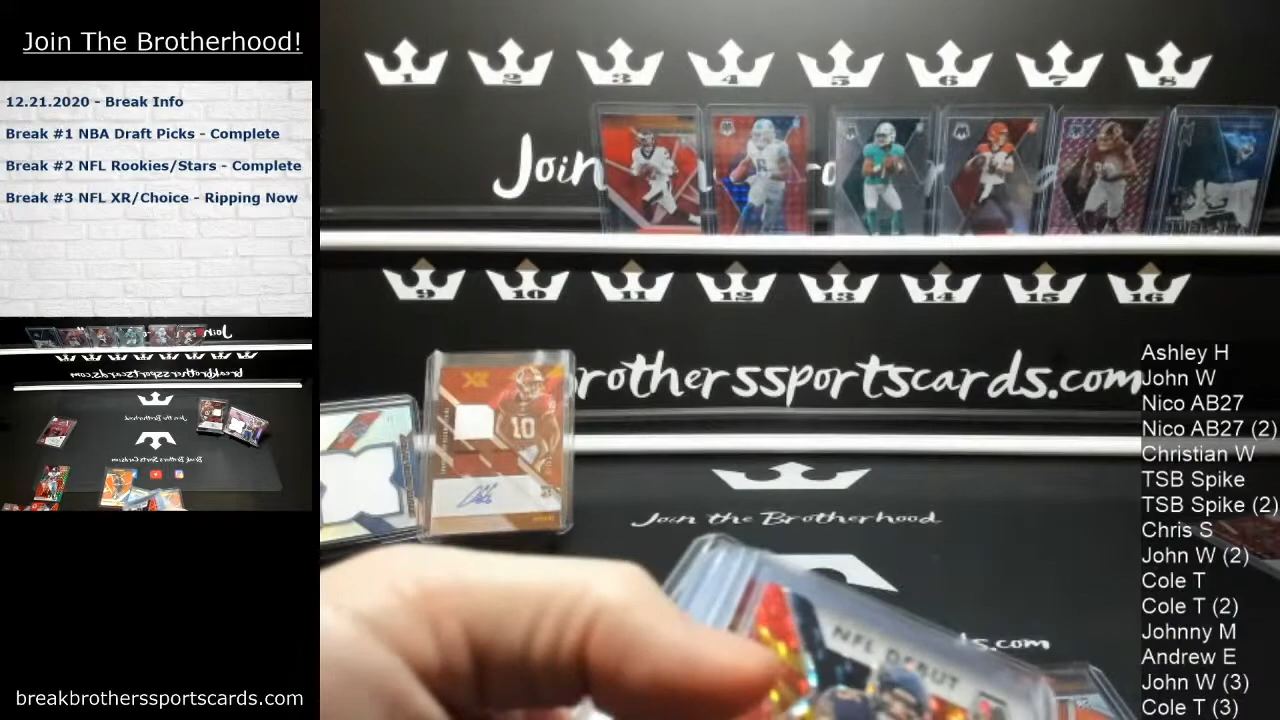 Join The Brotherhood!
12.21.2020 - Break Info
Break #1 NBA Draft Picks - Complete
Break #2 NFL Rookies/Stars - Complete
Break #3 NFL XR/Choice - Ripping Now
breakbrotherssportscards.com
1 2 3 4 5 6 7 8
Join
9 10 11 12 13 14 15 16
brotherssportscards.com
XR
10
Join the Brotherhood
.com
NFL DEBUT
Ashley H
John W
Nico AB27
Nico AB27 (2)
Christian W
TSB Spike
TSB Spike (2)
Chris S
John W (2)
Cole T
Cole T (2)
Johnny M
Andrew E
John W (3)
Cole T (3)